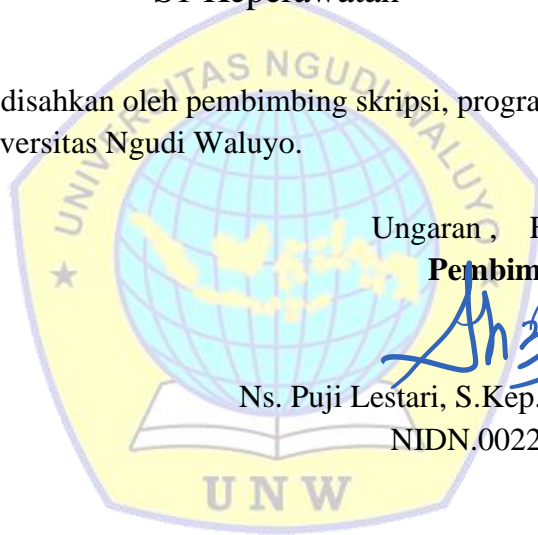 S1 Keperawatan
UNIVERSITAS NGUDI WALUYO
disahkan oleh pembimbing skripsi, progra
versitas Ngudi Waluyo.
Ungaran ,
Pembim
Ns. Puji Lestari, S.Kep.
NIDN.0022
UNW